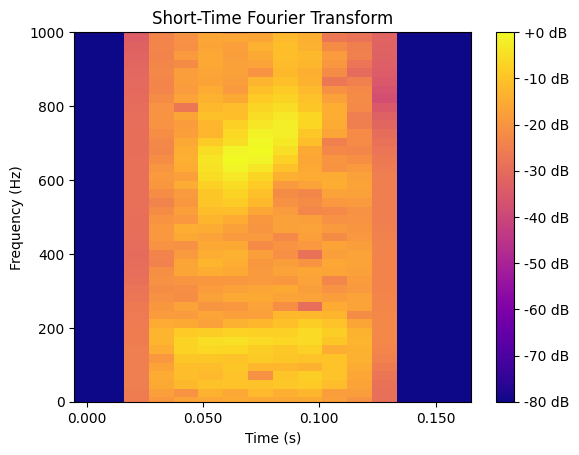 Short-Time Fourier Transform
1000
800
600
400
200
0
Frequency (Hz)
0.000
0.050
0.100
0.150
Time (s)
+0 dB
-10 dB
-20 dB
-30 dB
-40 dB
-50 dB
-60 dB
-70 dB
-80 dB